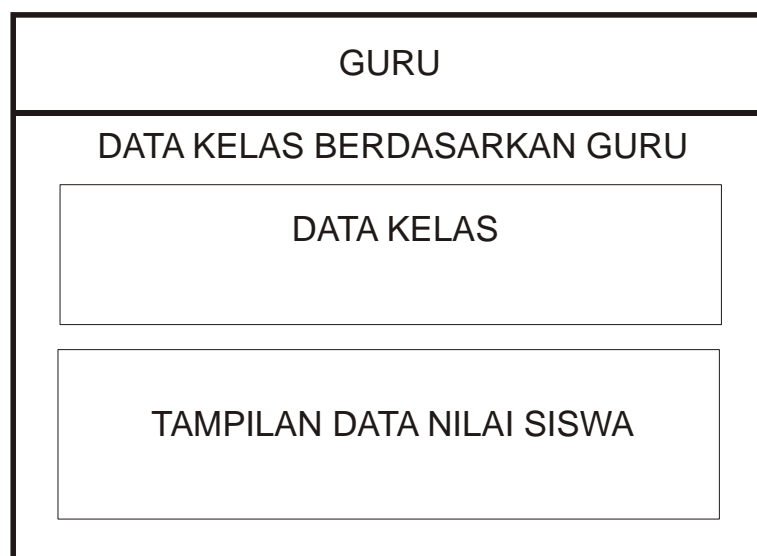 GURU
DATA KELAS BERDASARKAN GURU
DATA KELAS
TAMPILAN DATA NILAI SISWA